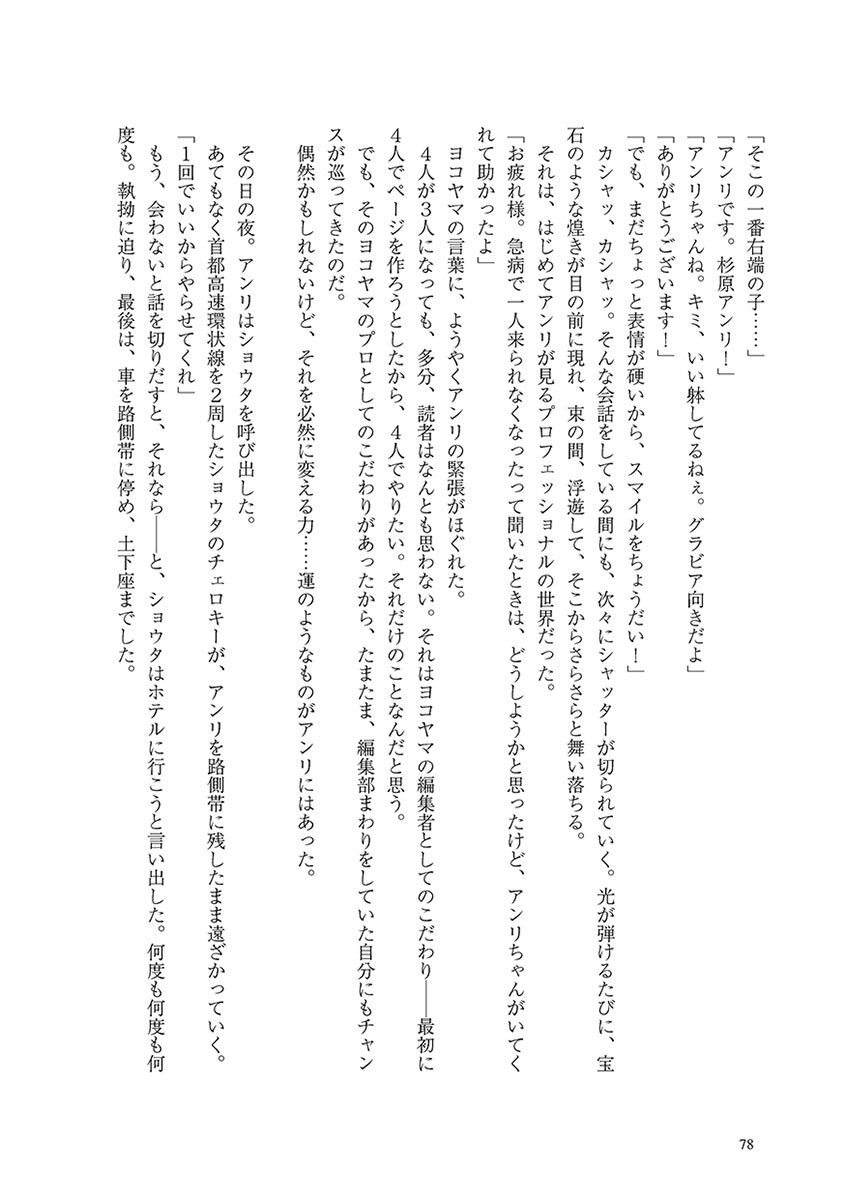 「そこの一番右端の子……」
「アンリです。杉原アンリ！」
「アンリちゃんね。キミ、いい躰してるねぇ。グラビア向きだよ」
「ありがとうございます！」
「でも、まだちょっと表情が硬いから、スマイルをちょうだい！」
カシャッ、カシャッ。そんな会話をしている間にも、次々にシャッターが切られていく。光が弾けるたびに、宝
石のような煌きが目の前に現れ、束の間、浮遊して、そこからさらさらと舞い落ちる。
それは、はじめてアンリが見るプロフェッショナルの世界だった。
「お疲れ様。急病で一人来られなくなったって聞いたときは、どうしようかと思ったけど、アンリちゃんがいてく
れて助かったよ」
ヨコヤマの言葉に、ようやくアンリの緊張がほぐれた。
４人が３人になっても、多分、読者はなんとも思わない。それはヨコヤマの編集者としてのこだわり――最初に
４人でページを作ろうとしたから、４人でやりたい。それだけのことなんだと思う。
でも、そのヨコヤマのプロとしてのこだわりがあったから、たまたま、編集部まわりをしていた自分にもチャン
スが巡ってきたのだ。
偶然かもしれないけど、それを必然に変える力……運のようなものがアンリにはあった。
その日の夜。アンリはショウタを呼び出した。
あてもなく首都高速環状線を２周したショウタのチェロキーが、アンリを路側帯に残したまま遠ざかっていく。
「１回でいいからやらせてくれ」
もう、会わないと話を切りだすと、それなら――と、ショウタはホテルに行こうと言い出した。何度も何度も何
度も。執拗に迫り、最後は、車を路側帯に停め、土下座までした。
78